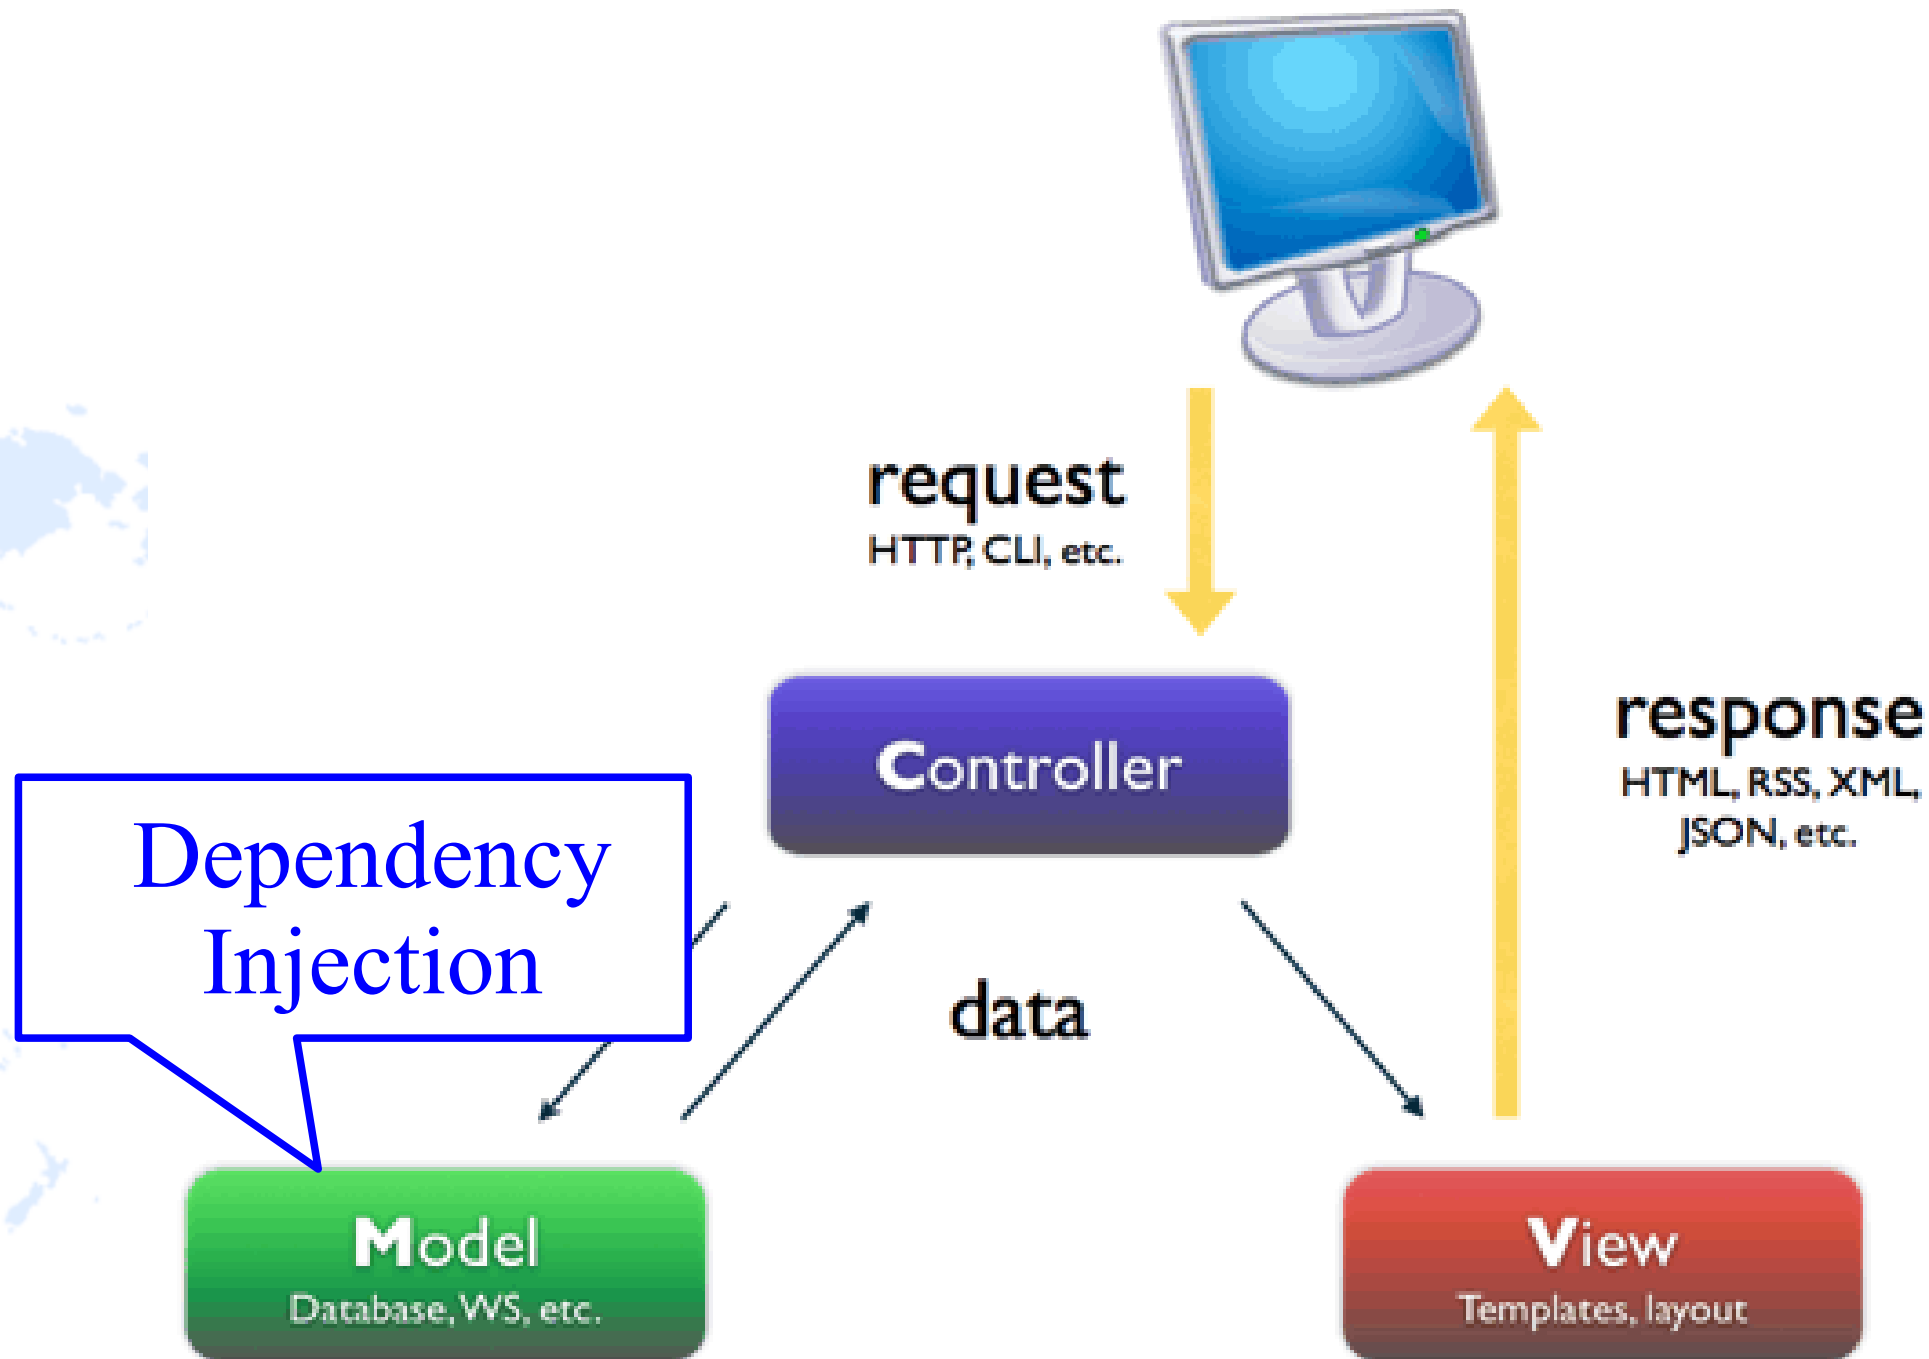 request
HTTP, CLI, etc.
Controller
response
HTML, RSS, XML,
JSON, etc.
Dependency
Injection
data
Model
Database, WS, etc.
View
Templates, layout